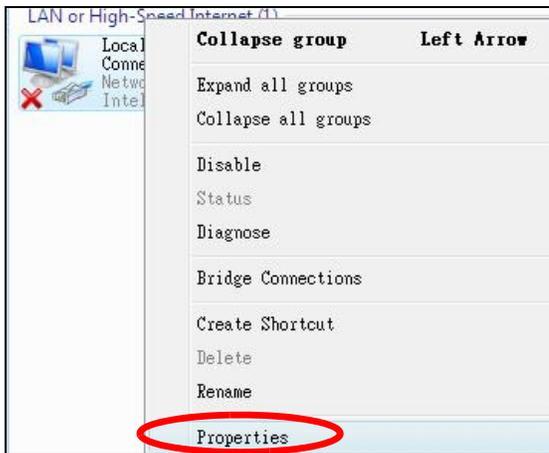 LAN or High-Speed Internet (1)
Local
Conne
Netwo
Intel
Collapse group Left Arrow
Expand all groups
Collapse all groups
Disable
Status
Diagnose
Bridge Connections
Create Shortcut
Delete
Rename
Properties